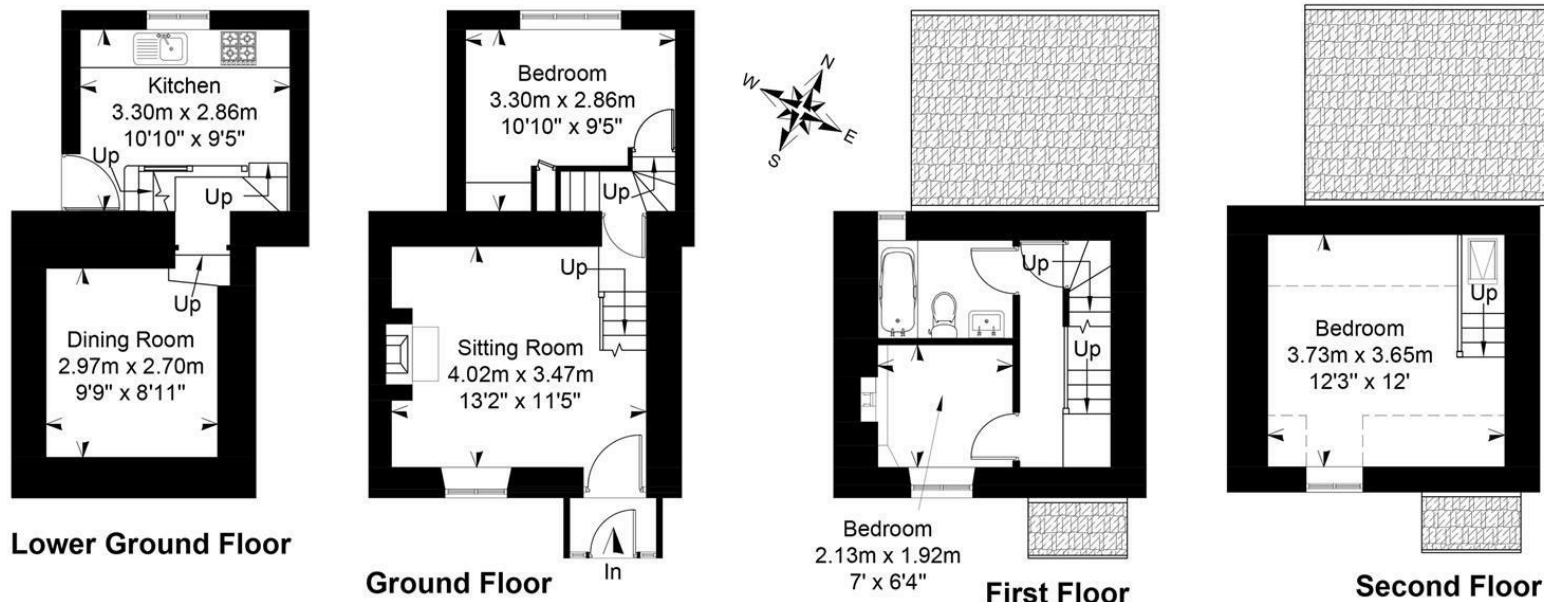 Kitchen
3.30m x 2.86m
10'10" x 9'5"
Up
Up
Up
Dining Room
2.97m x 2.70m
9'9" x 8'11"
Lower Ground Floor
Bedroom
3.30m x 2.86m
10'10" x 9'5"
Up
Up
Sitting Room
4.02m x 3.47m
13'2" x 11'5"
In
Ground Floor
N
W
E
S
Up
Up
Bedroom
2.13m x 1.92m
7' x 6'4"
First Floor
Up
Bedroom
3.73m x 3.65m
12'3" x 12'
Second Floor